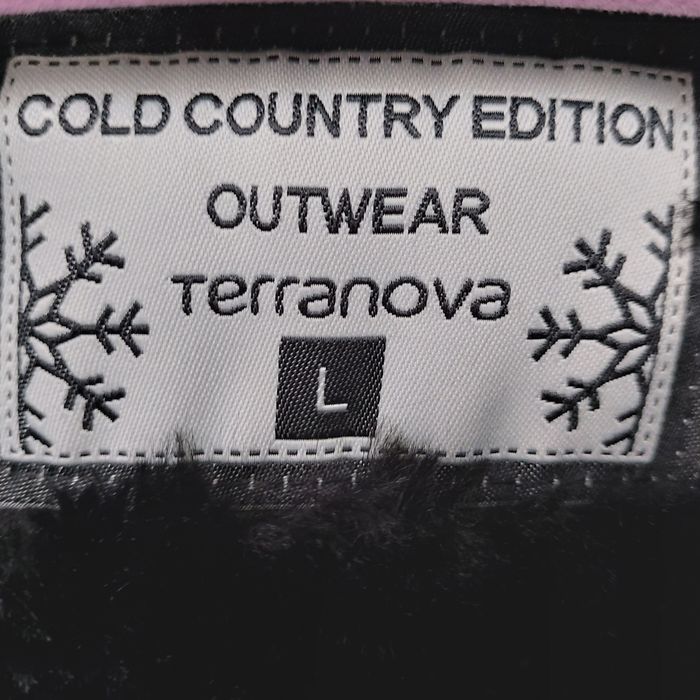 COLD COUNTRY EDITION
OUTWEAR
Terranova
L